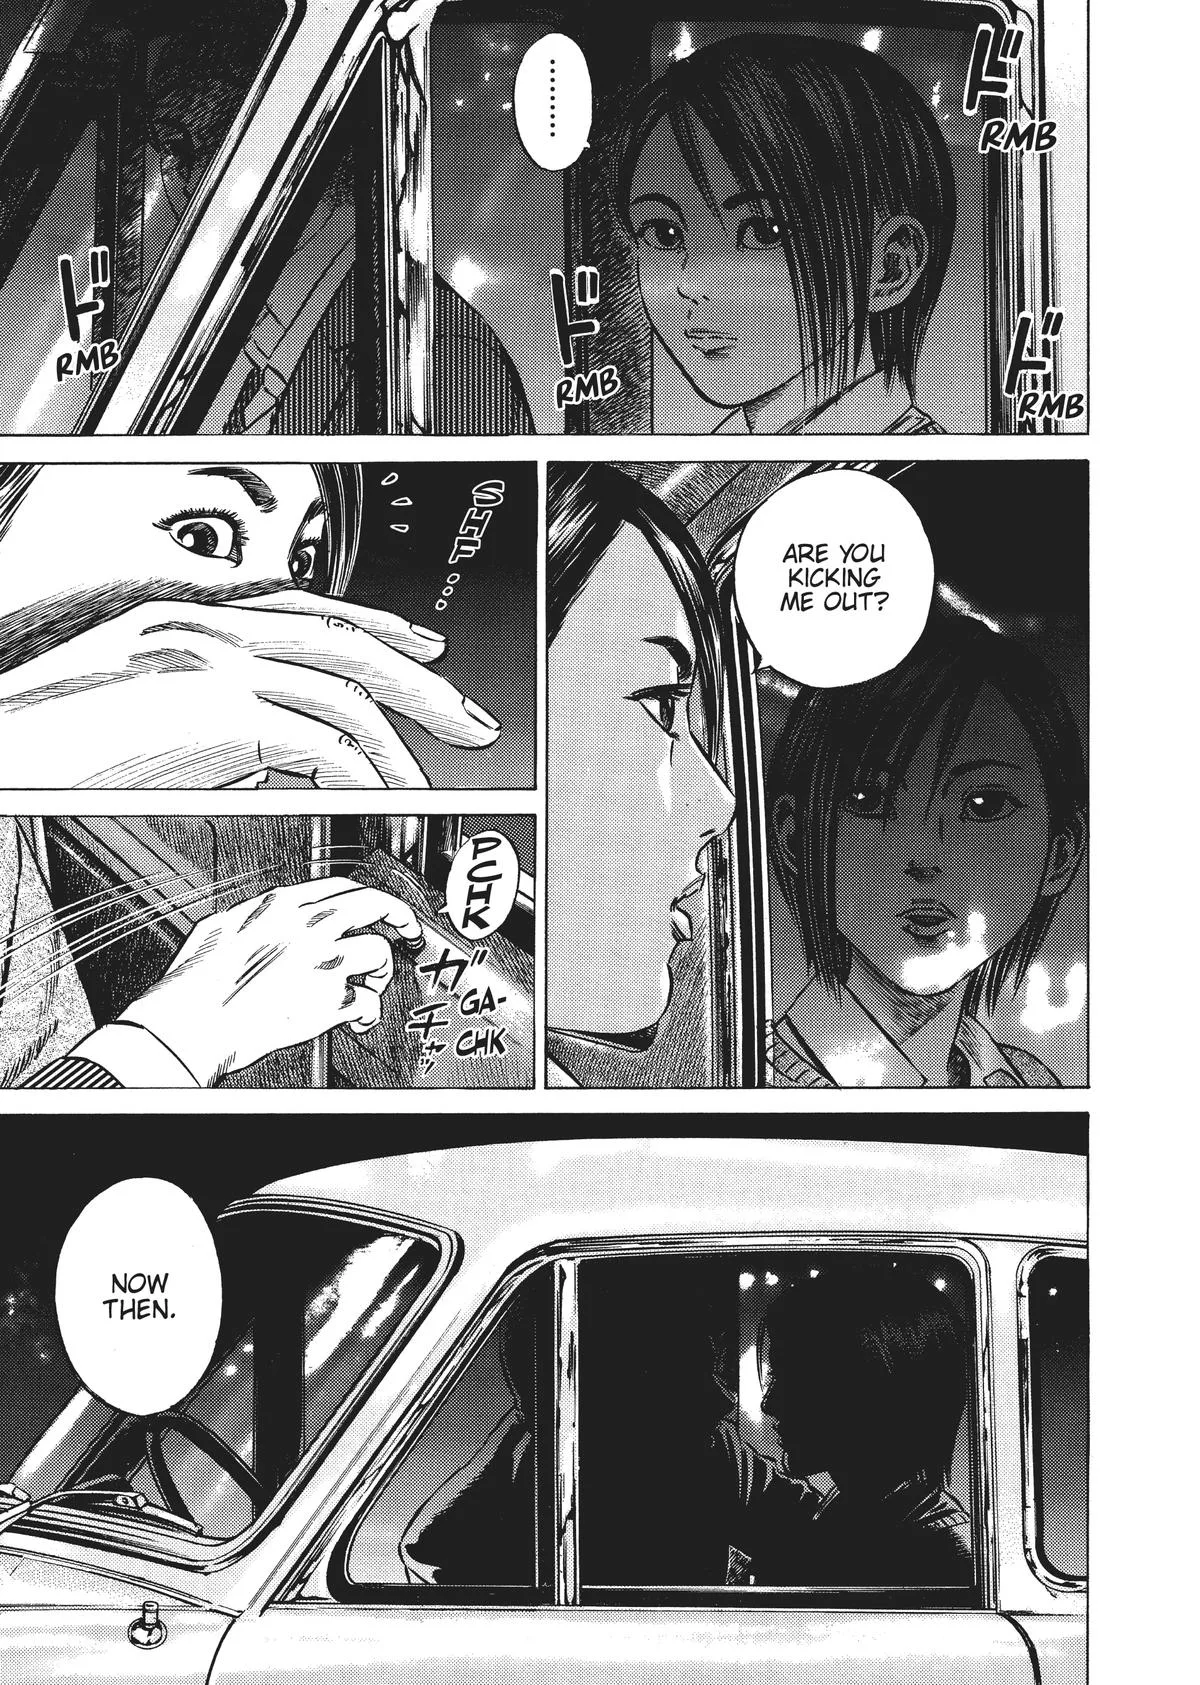 ………
ド
RMB
ド
RMB
ド
RMB
ド
RMB
ARE YOU
KICKING
ME OUT?
SHF...
PCHK
ガチャッ
GA-
CHK
NOW
THEN.